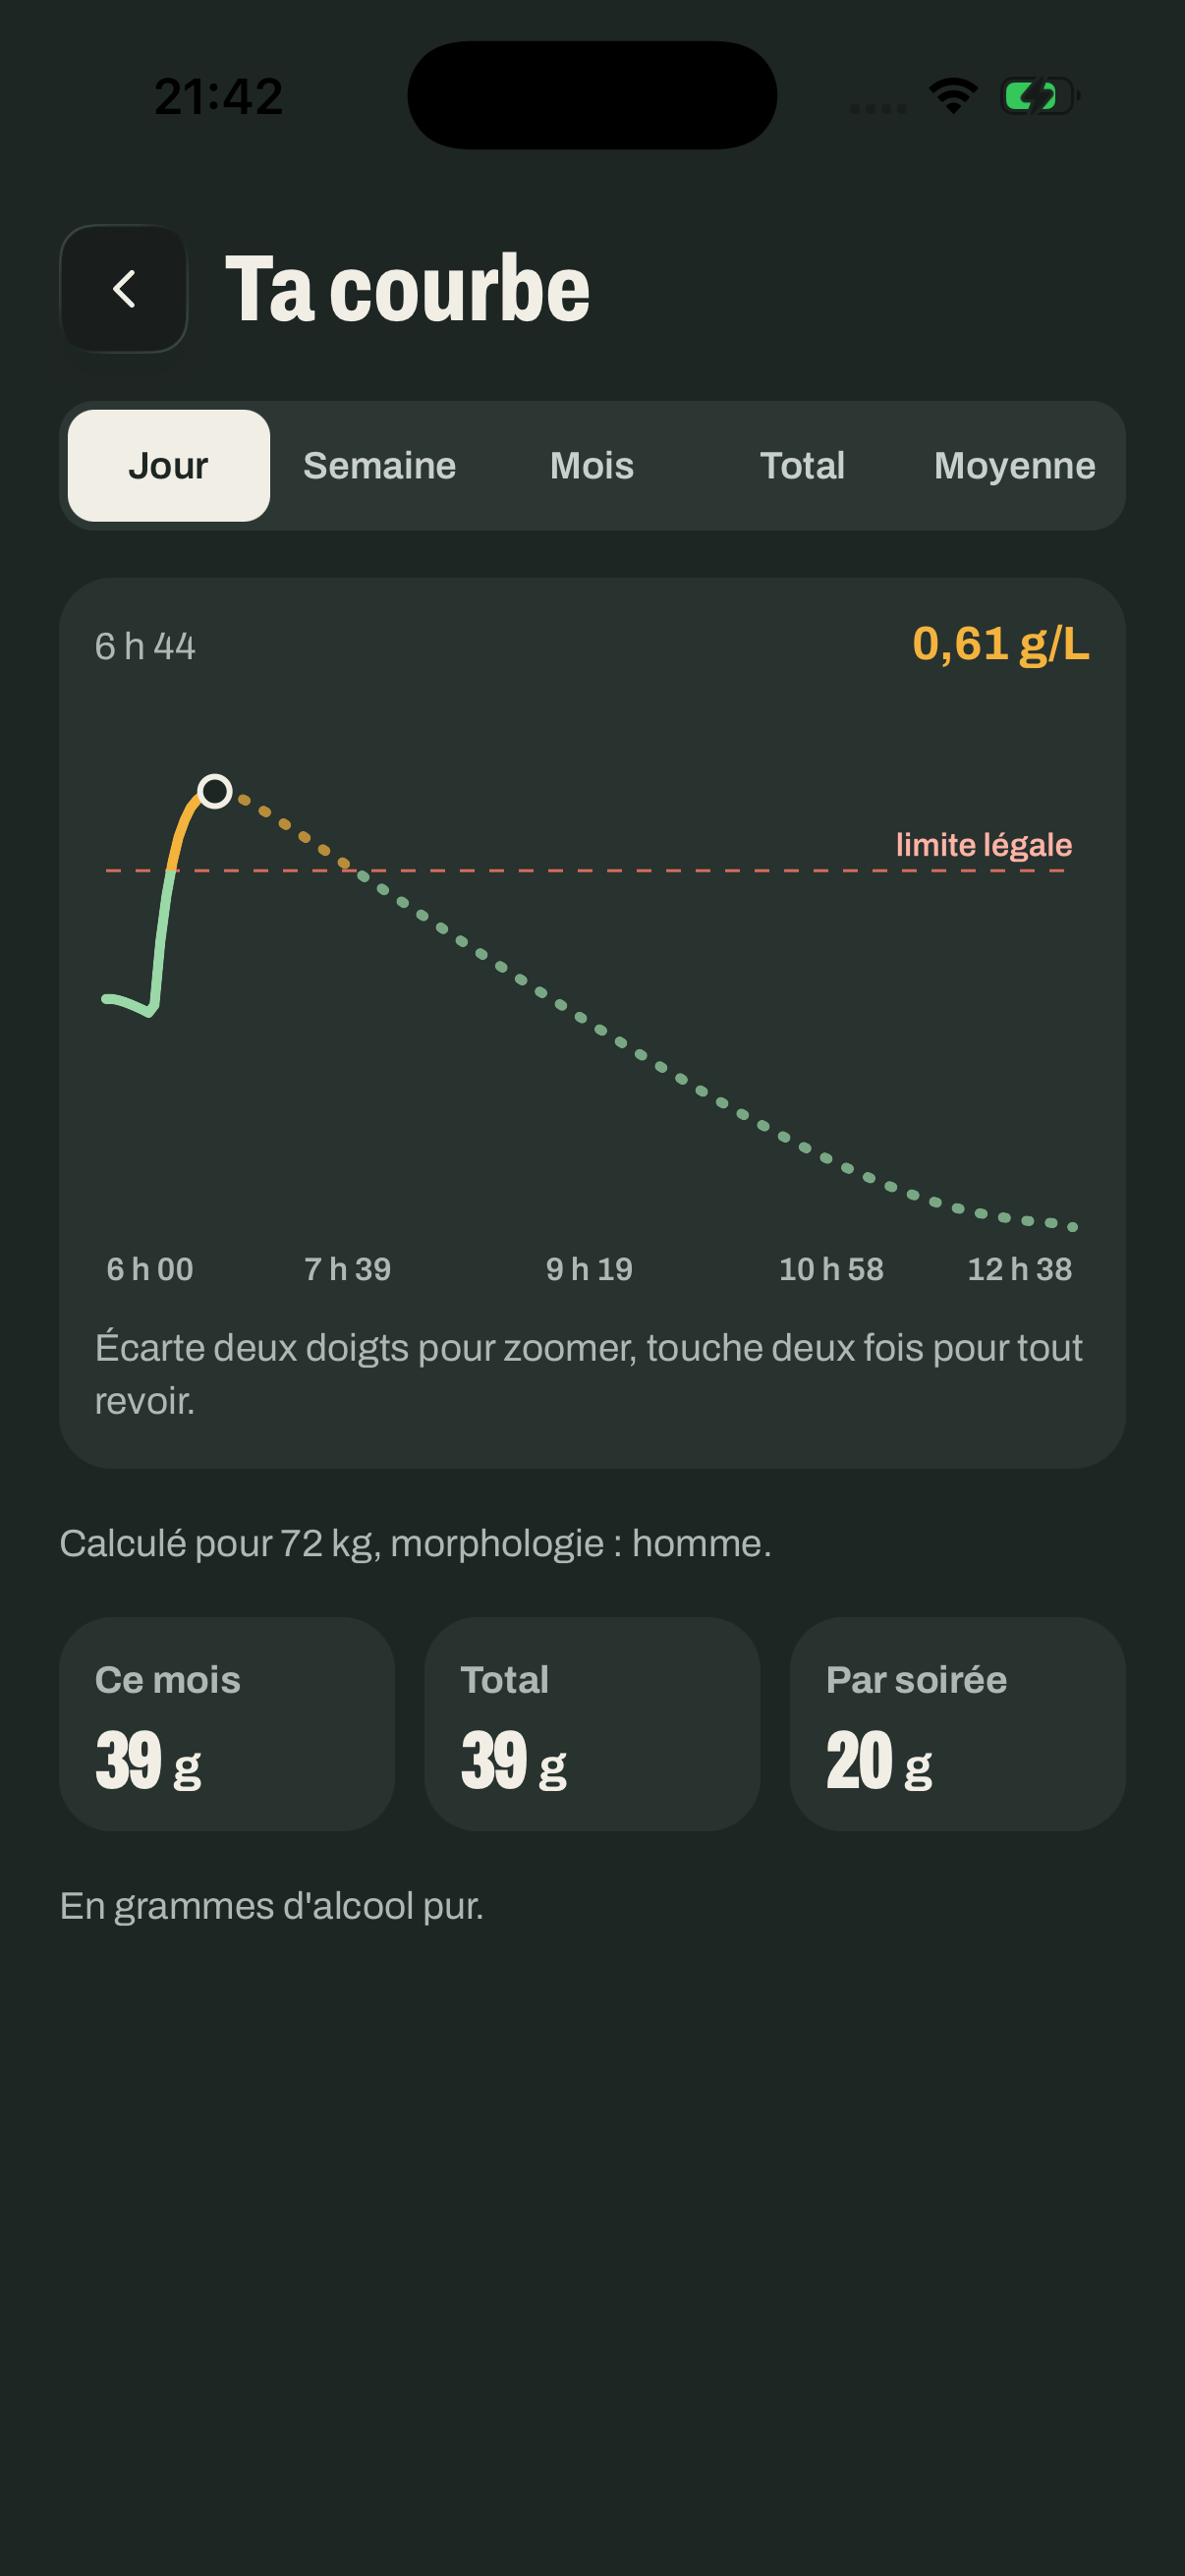 21:42
Ta courbe
Jour Semaine Mois Total Moyenne
6 h 44 0,61 g/L
limite légale
6 h 00 7 h 39 9 h 19 10 h 58 12 h 38
Écarte deux doigts pour zoomer, touche deux fois pour tout
revoir.
Calculé pour 72 kg, morphologie : homme.
Ce mois Total Par soirée
39 g 39 g 20 g
En grammes d'alcool pur.